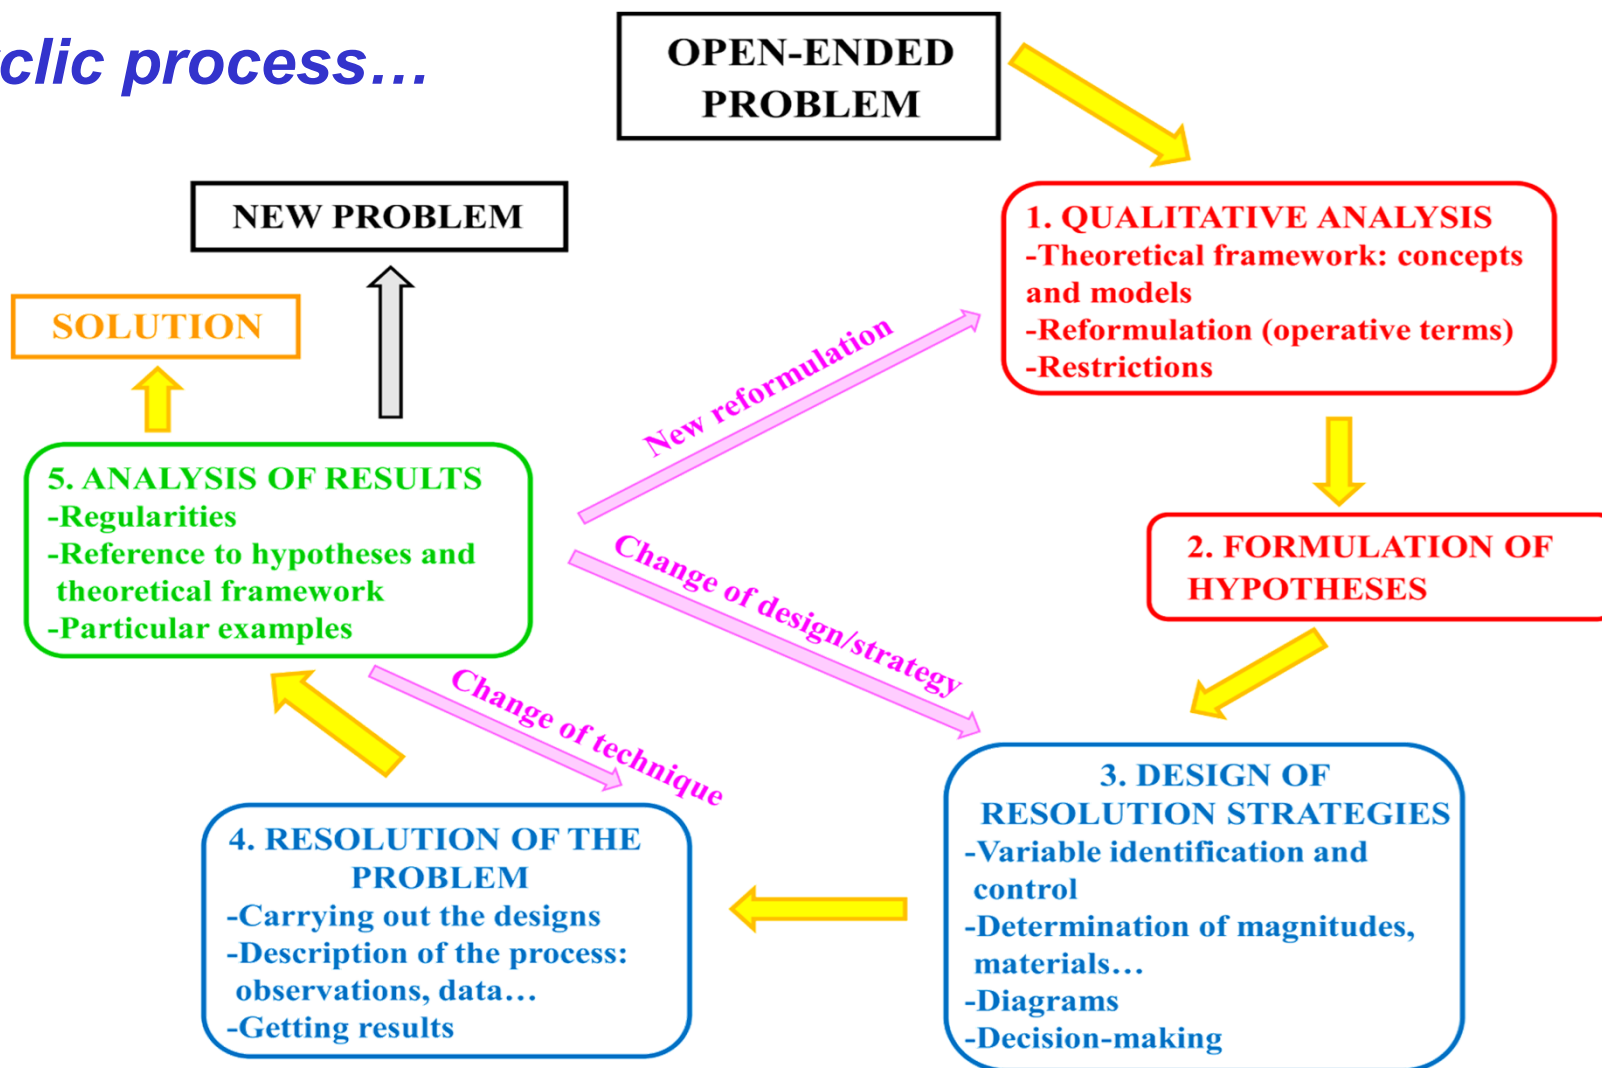 clic process…
OPEN-ENDED
PROBLEM
NEW PROBLEM
SOLUTION
1. QUALITATIVE ANALYSIS
-Theoretical framework: concepts
and models
-Reformulation (operative terms)
-Restrictions
New reformulation
5. ANALYSIS OF RESULTS
-Regularities
-Reference to hypotheses and
theoretical framework
-Particular examples
2. FORMULATION OF
HYPOTHESES
Change of design/strategy
Change of technique
3. DESIGN OF
RESOLUTION STRATEGIES
-Variable identification and
control
-Determination of magnitudes,
materials…
-Diagrams
-Decision-making
4. RESOLUTION OF THE
PROBLEM
-Carrying out the designs
-Description of the process:
observations, data…
-Getting results